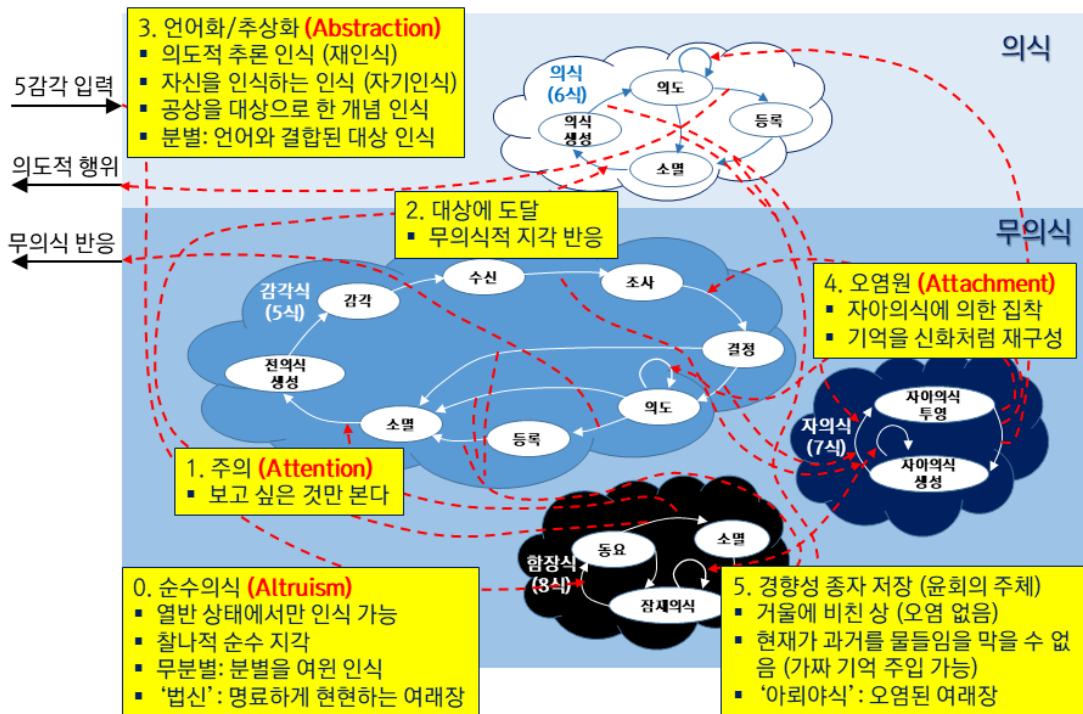 3. 언어화/추상화 (Abstraction)
▪ 의도적 추론 인식 (재인식)
▪ 자신을 인식하는 인식 (자기인식)
▪ 공상을 대상으로 한 개념 인식
▪ 분별: 언어와 결합된 대상 인식
의식
5감각 입력
의도적 행위
무의식 반응
의식
(6식)
의도
의식
생성
등록
소멸
2. 대상에 도달
▪ 무의식적 지각 반응
무의식
감각식
(5식)
감각
수신
조사
결정
전의식
생성
소멸
등록
의도
4. 오염원 (Attachment)
▪ 자아의식에 의한 집착
▪ 기억을 신화처럼 재구성
자의식
(7식)
자아의식
투영
자아의식
생성
1. 주의 (Attention)
▪ 보고 싶은 것만 본다
함장식
(8식)
동요
소멸
잠재의식
0. 순수의식 (Altruism)
▪ 열반 상태에서만 인식 가능
▪ 찰나적 순수 지각
▪ 무분별: 분별을 여윈 인식
▪ ‘법신’: 명료하게 현현하는 여래장
5. 경향성 종자 저장 (윤회의 주체)
▪ 거울에 비친 상 (오염 없음)
▪ 현재가 과거를 물들임을 막을 수 없
음 (가짜 기억 주입 가능)
▪ ‘아뢰야식’: 오염된 여래장